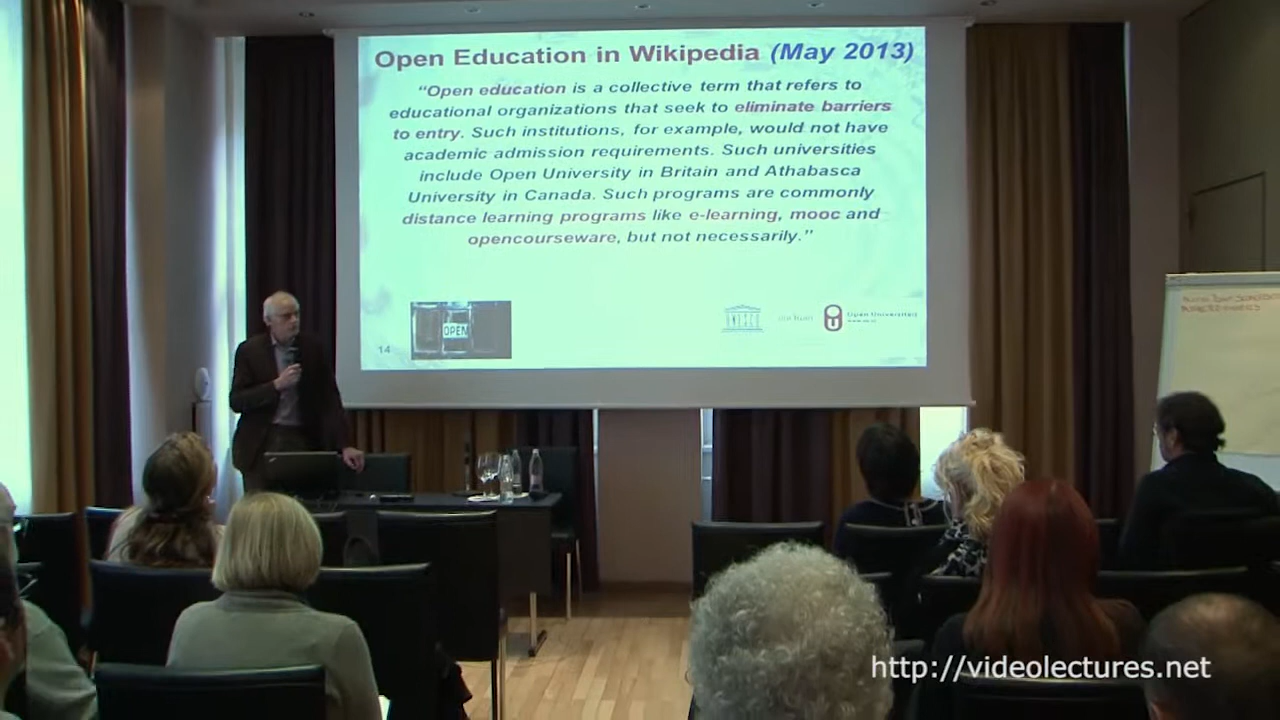 Open Education in Wikipedia (May 2013)
“Open education is a collective term that refers to
educational organizations that seek to eliminate barriers
to entry. Such institutions, for example, would not have
academic admission requirements. Such universities
include Open University in Britain and Athabasca
University in Canada. Such programs are commonly
distance learning programs like e-learning, mooc and
opencourseware, but not necessarily.”
OPEN
UNESCO
Open Universiteit
14
http://videolectures.net